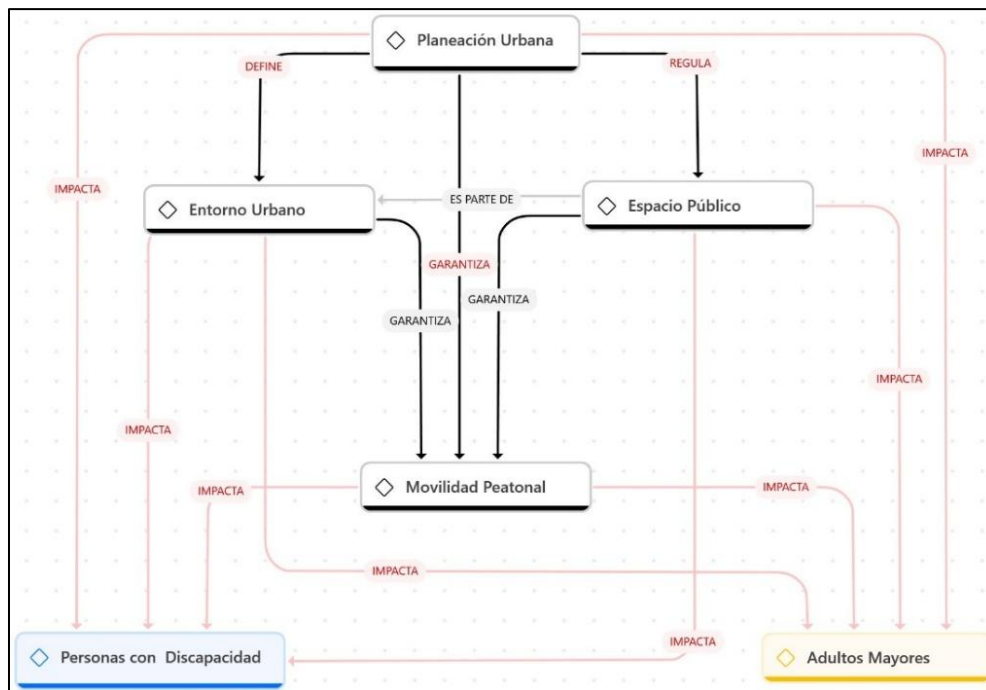 Planeación Urbana
DEFINE
REGULA
IMPACTA
IMPACTA
Entorno Urbano
ES PARTE DE
Espacio Público
GARANTIZA
GARANTIZA
GARANTIZA
IMPACTA
IMPACTA
Movilidad Peatonal
IMPACTA
IMPACTA
IMPACTA
IMPACTA
Personas con Discapacidad
Adultos Mayores